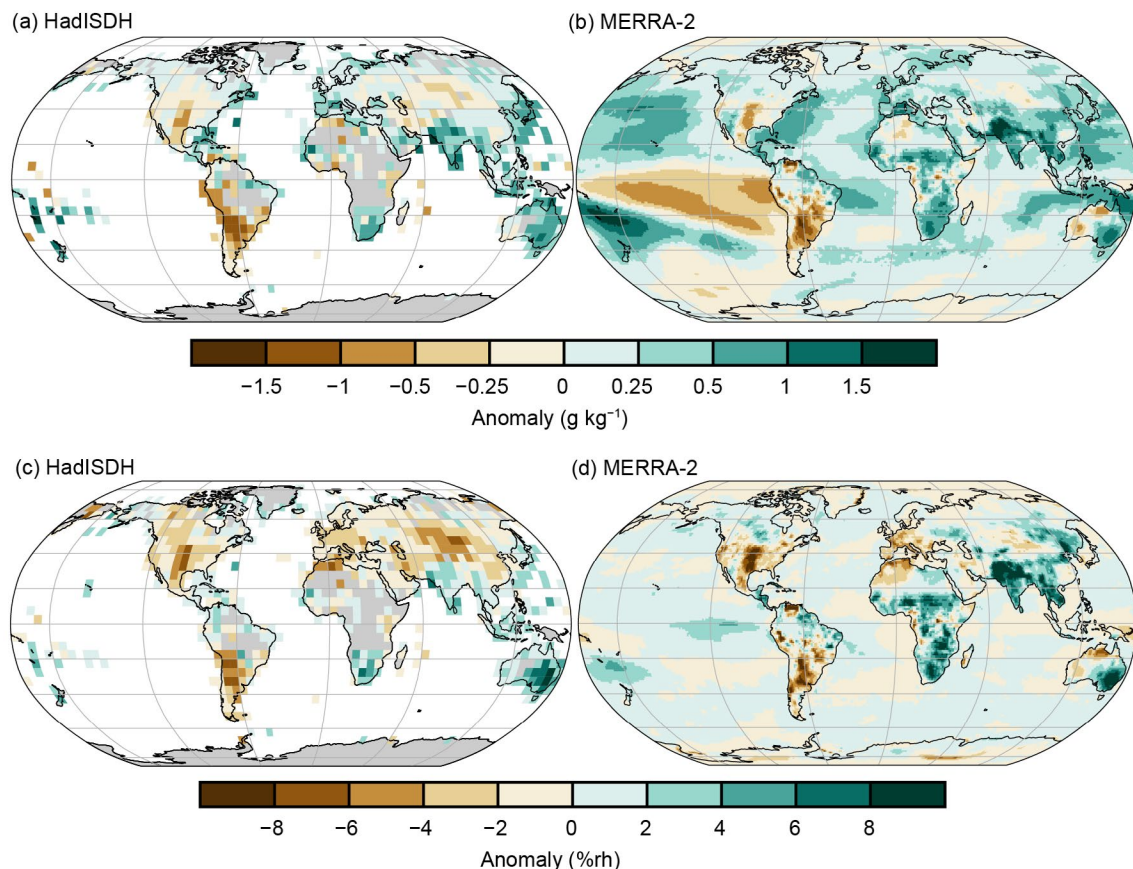 (a) HadISDH
(b) MERRA-2
−1.5 −1 −0.5 −0.25 0 0.25 0.5 1 1.5
Anomaly (g kg⁻¹)
(c) HadISDH
(d) MERRA-2
−8 −6 −4 −2 0 2 4 6 8
Anomaly (%rh)